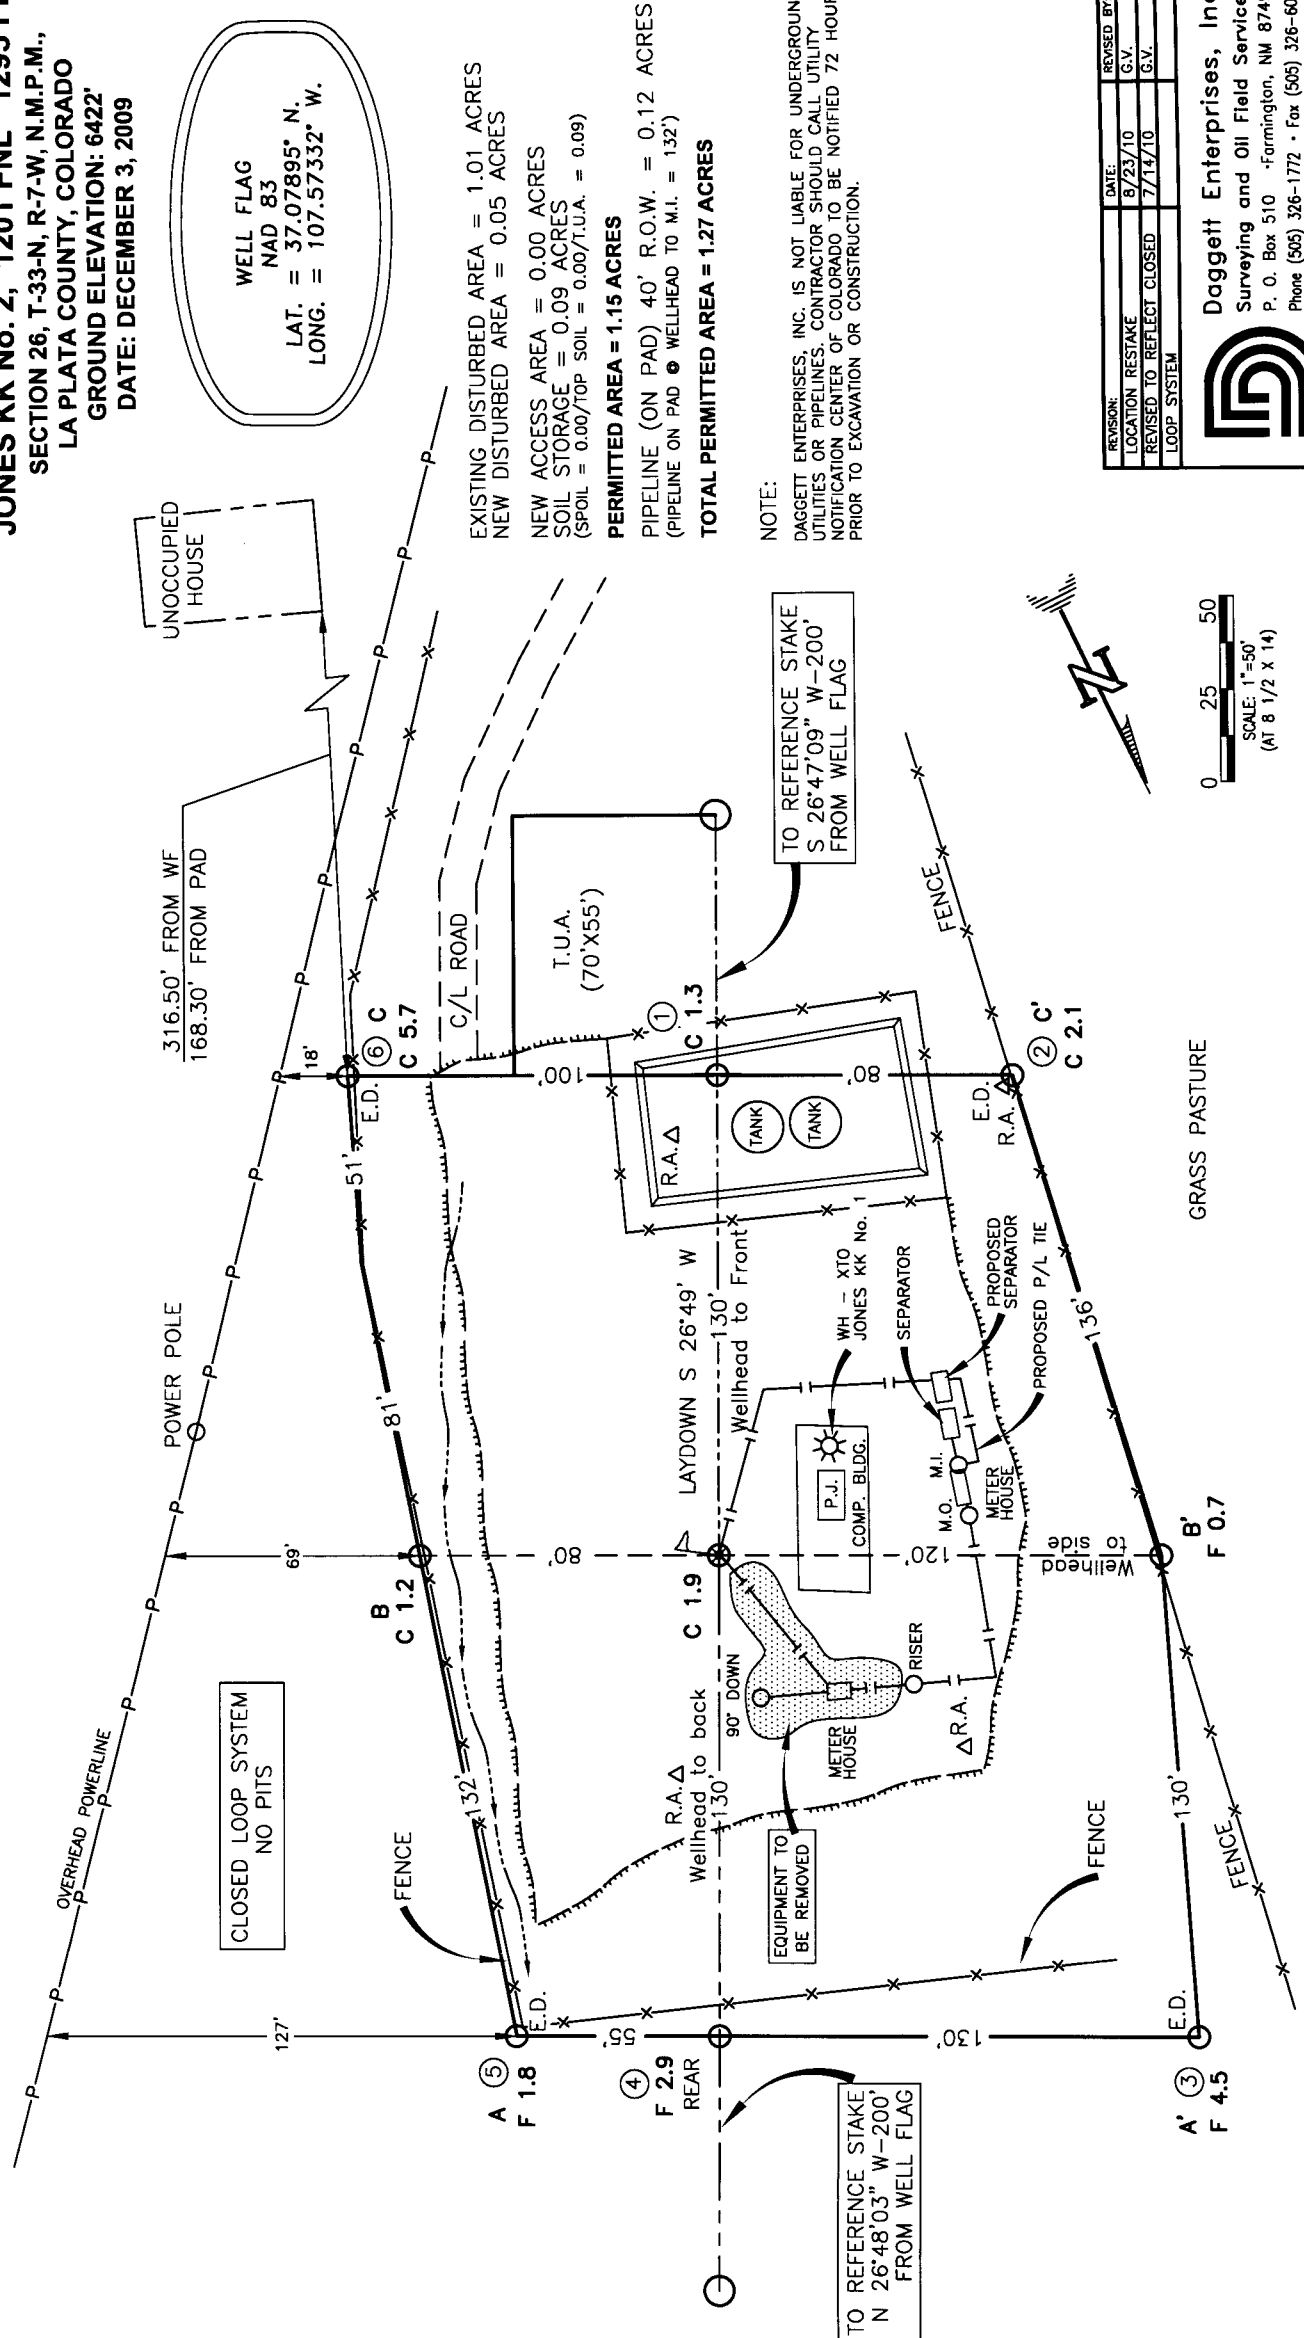 SECTION 26, T-33-N, R-7-W, N.M.P.M.,
LA PLATA COUNTY, COLORADO
GROUND ELEVATION: 6422'
DATE: DECEMBER 3, 2009
WELL FLAG
NAD 83
LAT. = 37.07895° N.
LONG. = 107.57332° W.
EXISTING DISTURBED AREA = 1.01 ACRES
NEW DISTURBED AREA = 0.05 ACRES
NEW ACCESS AREA = 0.00 ACRES
SOIL STORAGE = 0.09 ACRES
(SPOIL = 0.00/TOP SOIL = 0.00/T.U.A. = 0.09)
PERMITTED AREA = 1.15 ACRES
PIPELINE (ON PAD) 40' R.O.W. = 0.12 ACRES
(PIPELINE ON PAD @ WELLHEAD TO M.I. = 132')
TOTAL PERMITTED AREA = 1.27 ACRES
NOTE:
DAGGETT ENTERPRISES, INC. IS NOT LIABLE FOR UNDERGROUN
UTILITIES OR PIPELINES. CONTRACTOR SHOULD CALL UTILITY
NOTIFICATION CENTER OF COLORADO TO BE NOTIFIED 72 HOUR
PRIOR TO EXCAVATION OR CONSTRUCTION.
REVISION: DATE: REVISED BY:
LOCATION RESTAKE 8/23/10 G.V.
REVISED TO REFLECT CLOSED 7/14/10 G.V.
LOOP SYSTEM
Daggett Enterprises, Inc
Surveying and Oil Field Service
P. O. Box 510 · Farmington, NM 874
Phone (505) 326-1772 · Fax (505) 326-60
UNOCCUPIED
HOUSE
316.50' FROM WF
168.30' FROM PAD
POWER POLE
OVERHEAD POWERLINE
CLOSED LOOP SYSTEM
NO PITS
FENCE
18'
69'
127'
⑥ C
C 5.7
E.D.
51'
81'
B
C 1.2
132'
A ⑤
F 1.8
E.D.
C/L ROAD
T.U.A.
(70'X55')
100'
80'
55'
① C 1.3
R.A.
TANK
TANK
80'
LAYDOWN S 26°49' W
130'
Wellhead to Front
C 1.9
Wellhead to back
130'
R.A.
④
F 2.9
REAR
TO REFERENCE STAKE
S 26°47'09" W-200'
FROM WELL FLAG
TO REFERENCE STAKE
N 26°48'03" W-200'
FROM WELL FLAG
WH - XTO
JONES KK No. 1
SEPARATOR
PROPOSED
SEPARATOR
PROPOSED P/L TIE
P.J.
COMP. BLDG.
M.I.
M.O.
METER
HOUSE
90° DOWN
METER
HOUSE
RISER
R.A.
EQUIPMENT TO
BE REMOVED
120'
Wellhead
to side
130'
FENCE
FENCE
E.D.
R.A.
② C'
C 2.1
136'
B'
F 0.7
130'
E.D.
A' ③
F 4.5
FENCE
GRASS PASTURE
N
0 25 50
SCALE: 1"=50'
(AT 8 1/2 X 14)